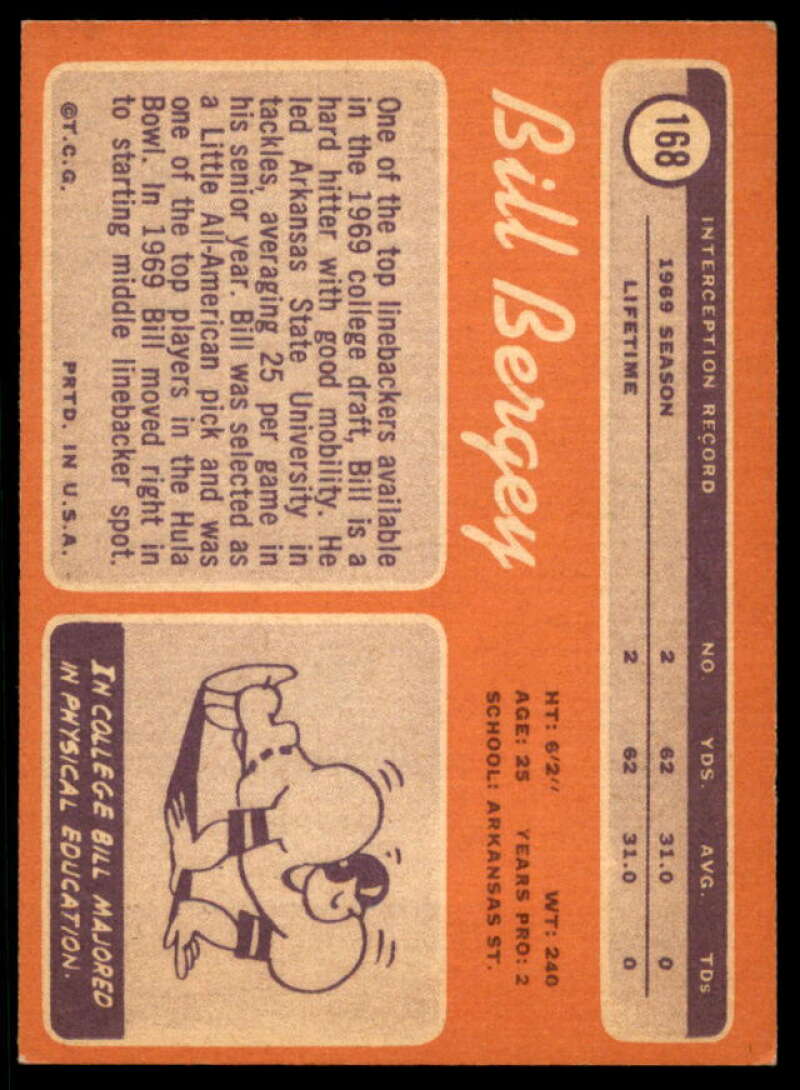 168
INTERCEPTION RECORD NO. YDS. AVG. TDs
1969 SEASON 2 62 31.0 0
LIFETIME 2 62 31.0 0
Bill Bergey
HT: 6'2" WT: 240
AGE: 25 YEARS PRO: 2
SCHOOL: ARKANSAS ST.
One of the top linebackers available
in the 1969 college draft, Bill is a
hard hitter with good mobility. He
led Arkansas State University in
tackles, averaging 25 per game in
his senior year. Bill was selected as
a Little All-American pick and was
one of the top players in the Hula
Bowl. In 1969 Bill moved right in
to starting middle linebacker spot.
©T.C.G. PRTD. IN U.S.A.
IN COLLEGE BILL MAJORED
IN PHYSICAL EDUCATION.